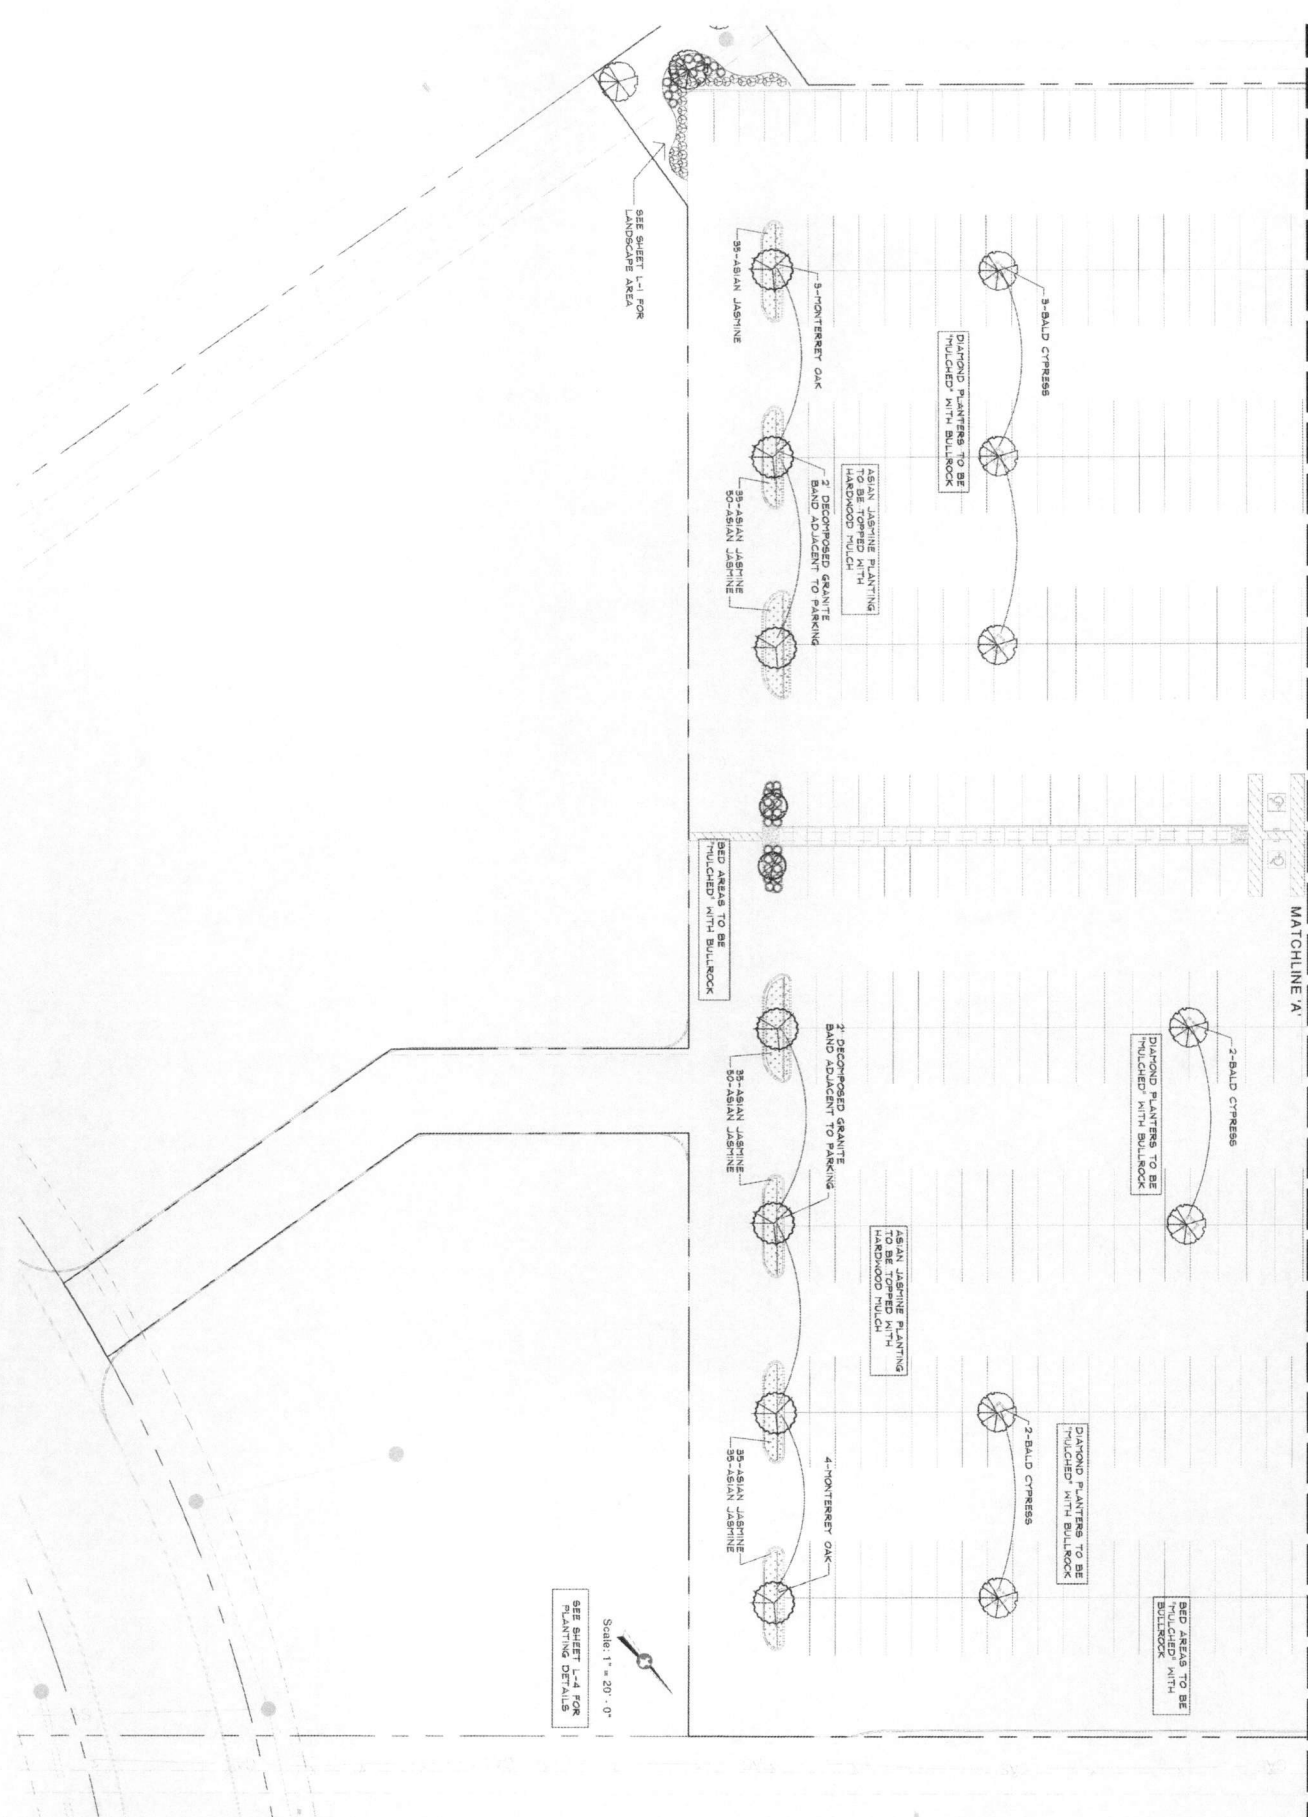 MATCHLINE 'A'
2-BALD CYPRESS
DIAMOND PLANTERS TO BE
"MULCHED" WITH BULLROCK
BED AREAS TO BE
"MULCHED" WITH
BULLROCK
3-BALD CYPRESS
DIAMOND PLANTERS TO BE
"MULCHED" WITH BULLROCK
2-BALD CYPRESS
DIAMOND PLANTERS TO BE
"MULCHED" WITH BULLROCK
ASIAN JASMINE PLANTING
TO BE TOPPED WITH
HARDWOOD MULCH
ASIAN JASMINE PLANTING
TO BE TOPPED WITH
HARDWOOD MULCH
3-MONTERREY OAK
2' DECOMPOSED GRANITE
BAND ADJACENT TO PARKING
2' DECOMPOSED GRANITE
BAND ADJACENT TO PARKING
4-MONTERREY OAK
35-ASIAN JASMINE
35-ASIAN JASMINE
50-ASIAN JASMINE
BED AREAS TO BE
"MULCHED" WITH BULLROCK
35-ASIAN JASMINE
50-ASIAN JASMINE
35-ASIAN JASMINE
35-ASIAN JASMINE
SEE SHEET L-1 FOR
LANDSCAPE AREA
Scale: 1" = 20' - 0"
SEE SHEET L-4 FOR
PLANTING DETAILS